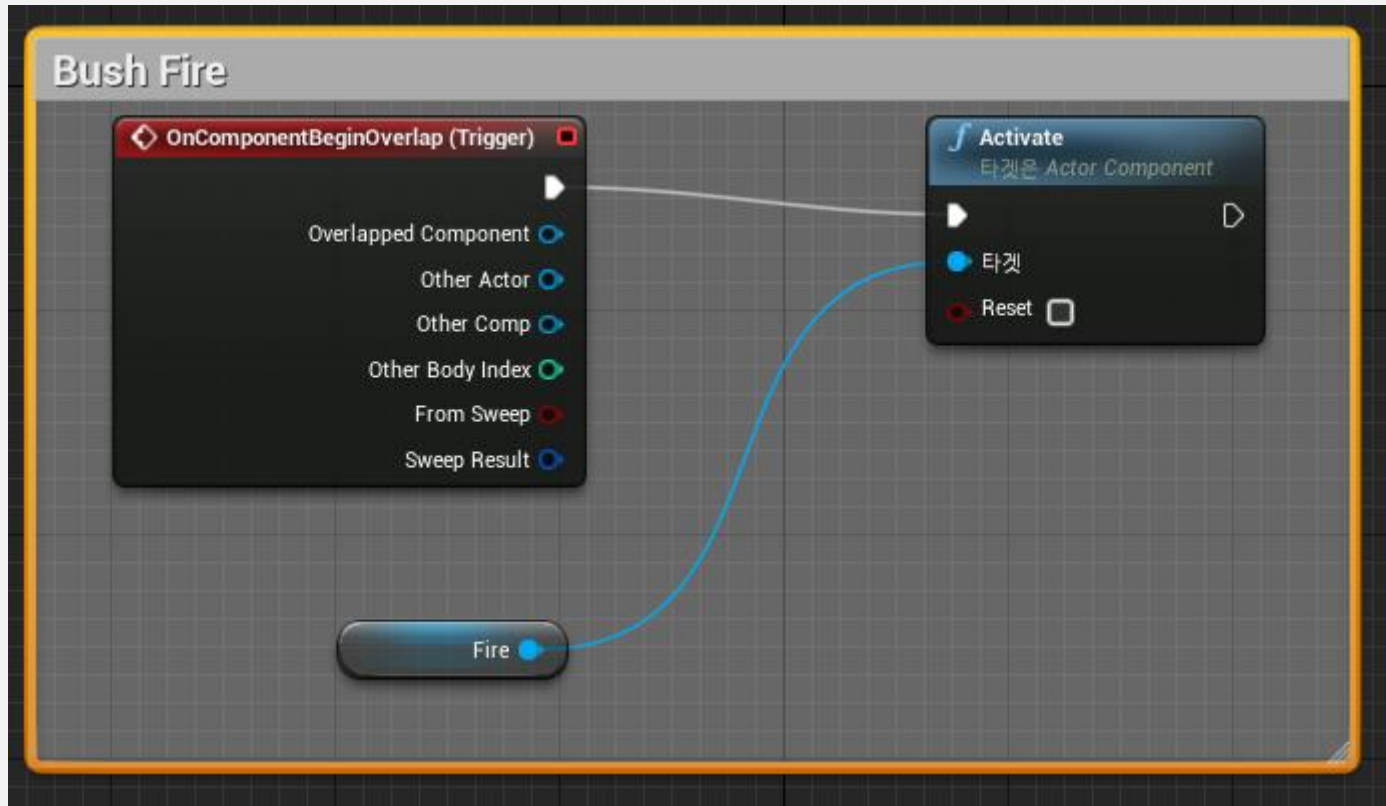 Bush Fire
OnComponentBeginOverlap (Trigger)
Overlapped Component
Other Actor
Other Comp
Other Body Index
From Sweep
Sweep Result
Activate
타겟은 Actor Component
타겟
Reset
Fire